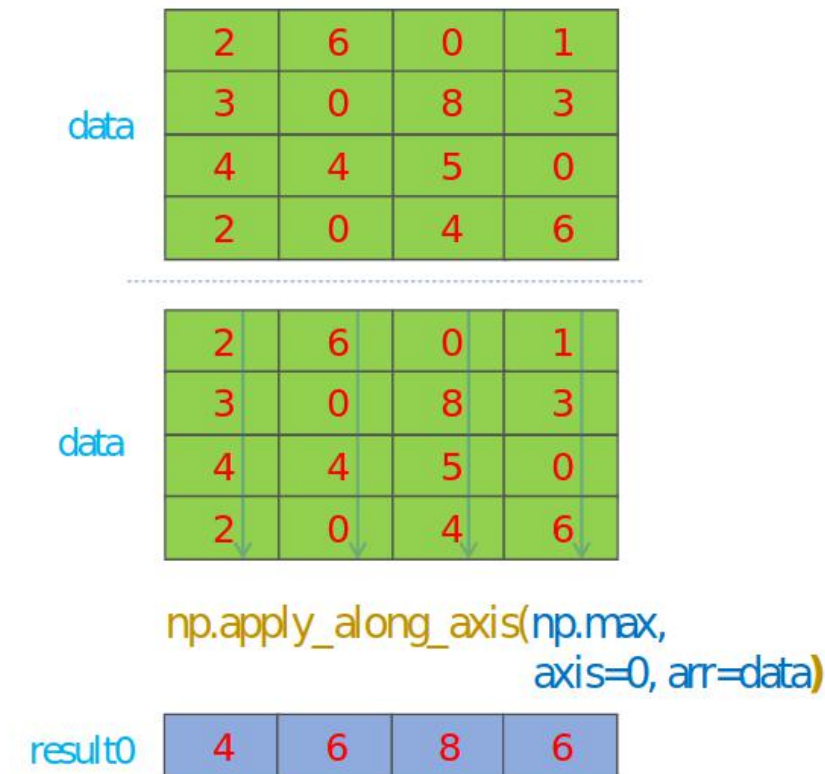 2 6 0 1
3 0 8 3
data
4 4 5 0
2 0 4 6
2 6 0 1
3 0 8 3
data
4 4 5 0
2 0 4 6
np.apply_along_axis(np.max,
axis=0, arr=data)
result0 4 6 8 6